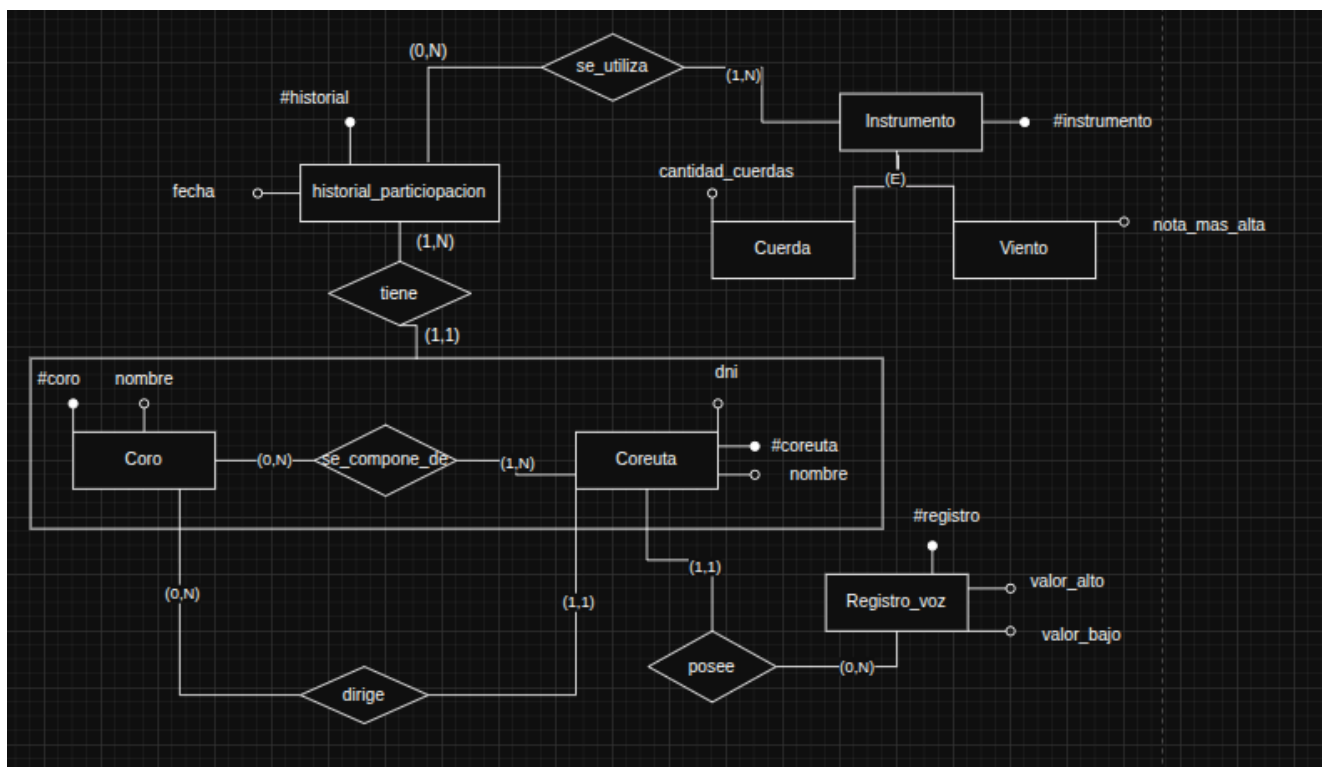 (0,N)
se_utiliza
(1,N)
#historial
Instrumento
#instrumento
fecha
historial_particiopacion
cantidad_cuerdas
(E)
nota_mas_alta
(1,N)
Cuerda
Viento
tiene
(1,1)
#coro
nombre
dni
Coro
(0,N)
se_compone_de
(1,N)
Coreuta
#coreuta
nombre
#registro
(0,N)
(1,1)
(1,1)
Registro_voz
valor_alto
valor_bajo
dirige
posee
(0,N)